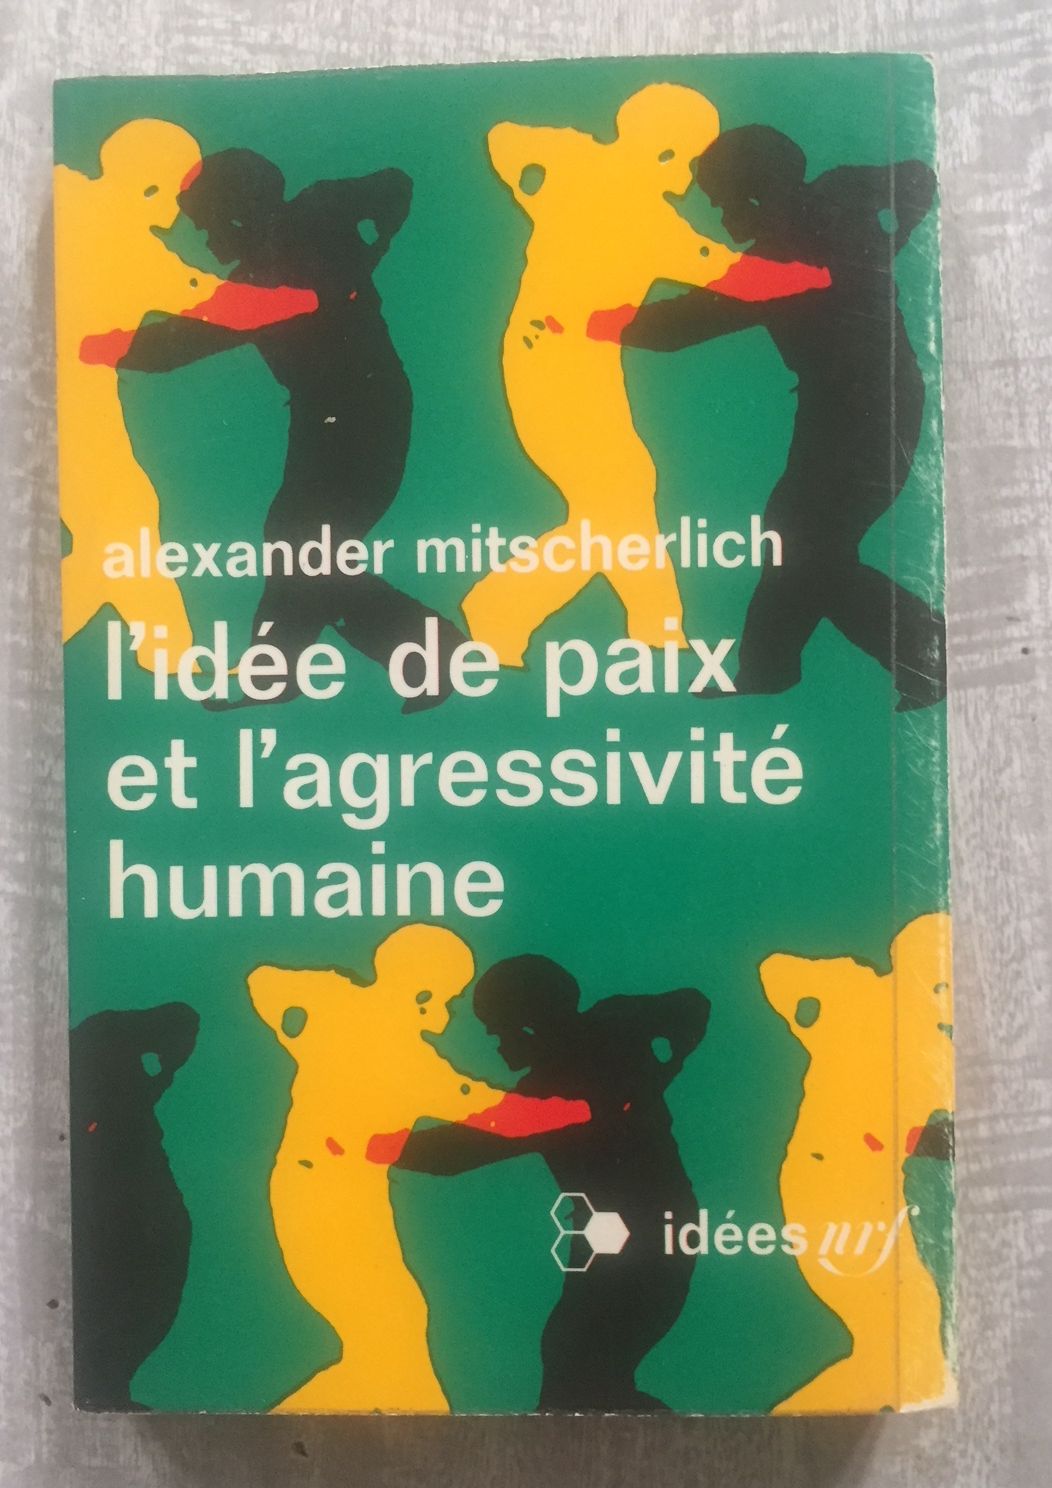 alexander mitscherlich
l'idée de paix
et l'agressivité
humaine
idées nrf